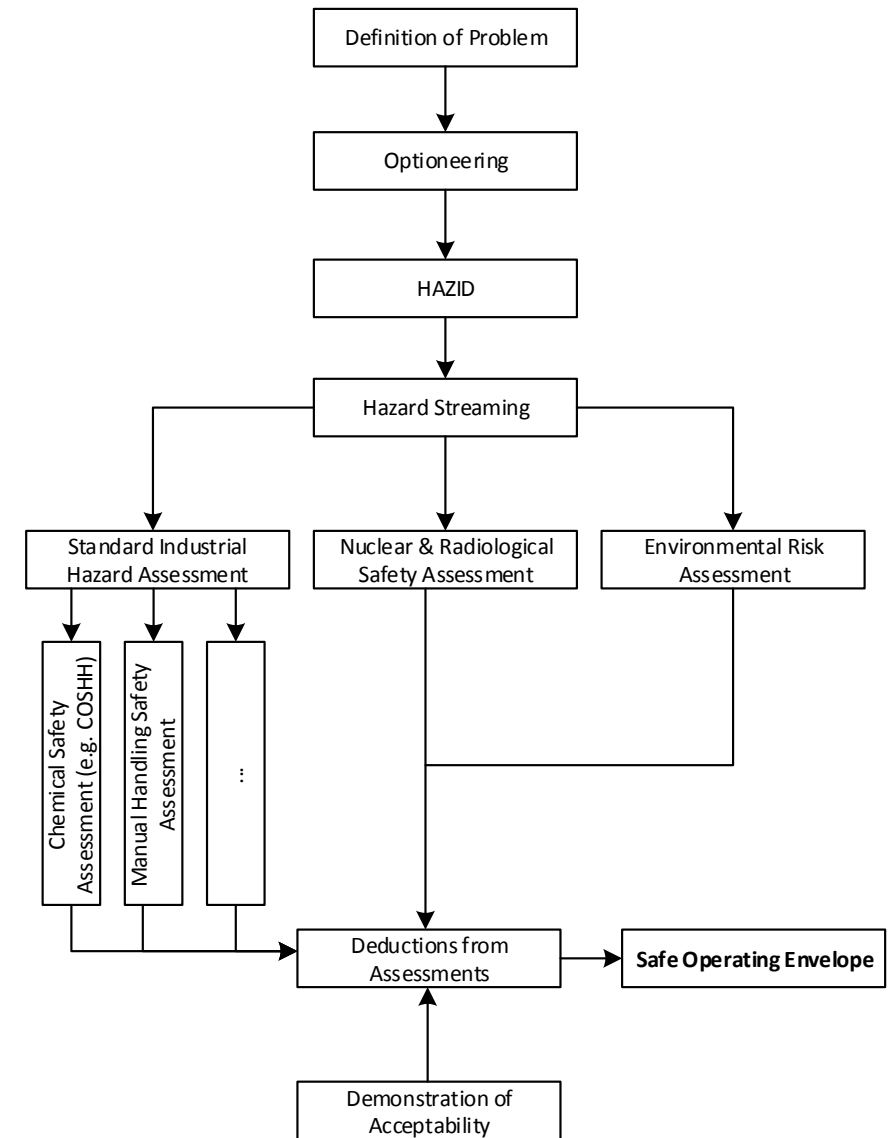 Definition of Problem
Optioneering
HAZID
Hazard Streaming
Standard Industrial
Hazard Assessment
Nuclear & Radiological
Safety Assessment
Environmental Risk
Assessment
Chemical Safety
Assessment (e.g. COSHH)
Manual Handling Safety
Assessment
...
Deductions from
Assessments
Safe Operating Envelope
Demonstration of
Acceptability